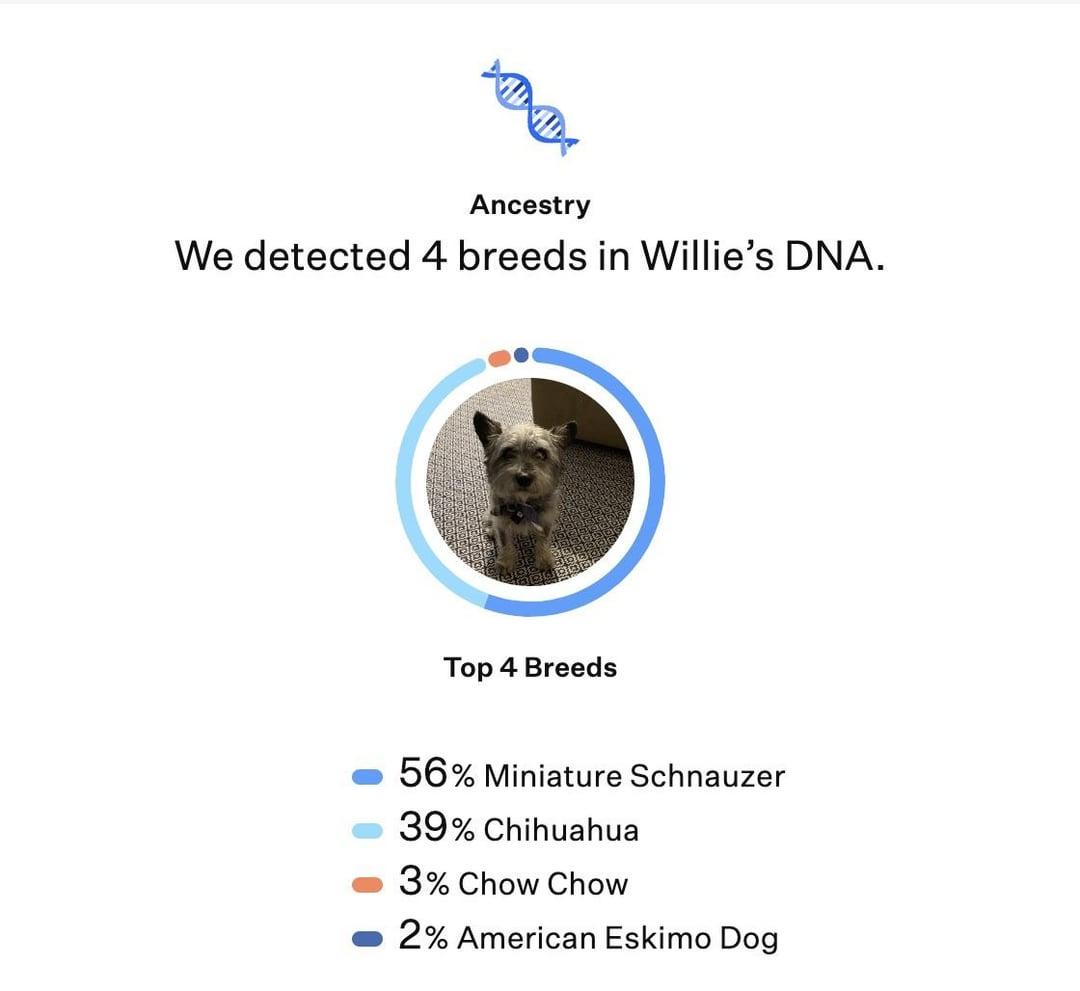 Ancestry
We detected 4 breeds in Willie’s DNA.
Top 4 Breeds
56% Miniature Schnauzer
39% Chihuahua
3% Chow Chow
2% American Eskimo Dog